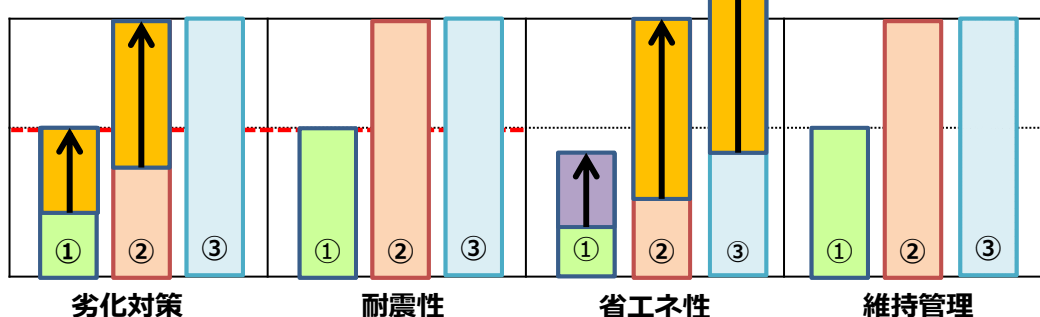 ① ② ③ ① ② ③ ① ② ③ ① ② ③
劣化対策 耐震性 省エネ性 維持管理